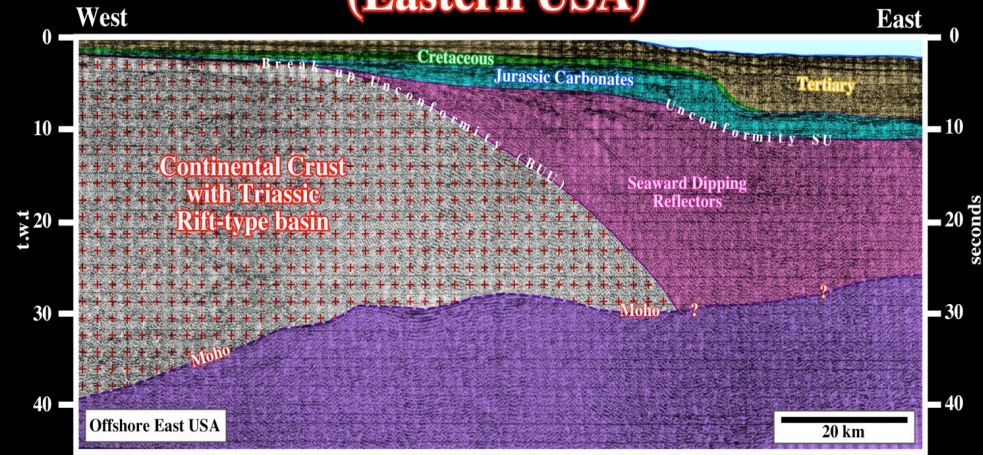 (Eastern USA)
West
East
0
0
Cretaceous
Break up Unconformity (BUU)
Jurassic Carbonates
Tertiary
Unconformity SU
10
10
Continental Crust
with Triassic
Rift-type basin
Seaward Dipping
Reflectors
20
20
t.w.t
seconds
30
30
Moho
?
?
Moho
40
40
Offshore East USA
20 km